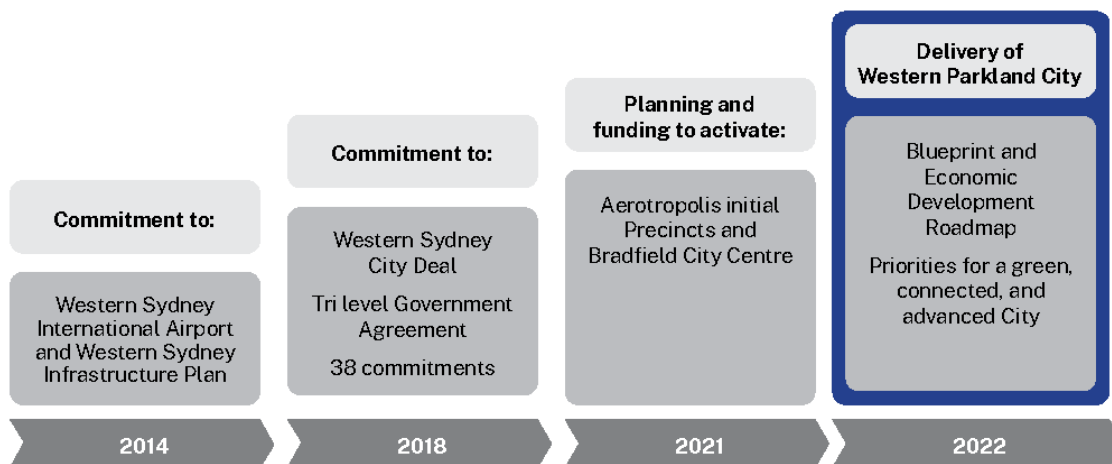 Commitment to:
Western Sydney
International Airport
and Western Sydney
Infrastructure Plan
2014
Commitment to:
Western Sydney
City Deal
Tri level Government
Agreement
38 commitments
2018
Planning and
funding to activate:
Aerotropolis initial
Precincts and
Bradfield City Centre
2021
Delivery of
Western Parkland City
Blueprint and
Economic
Development
Roadmap
Priorities for a green,
connected, and
advanced City
2022